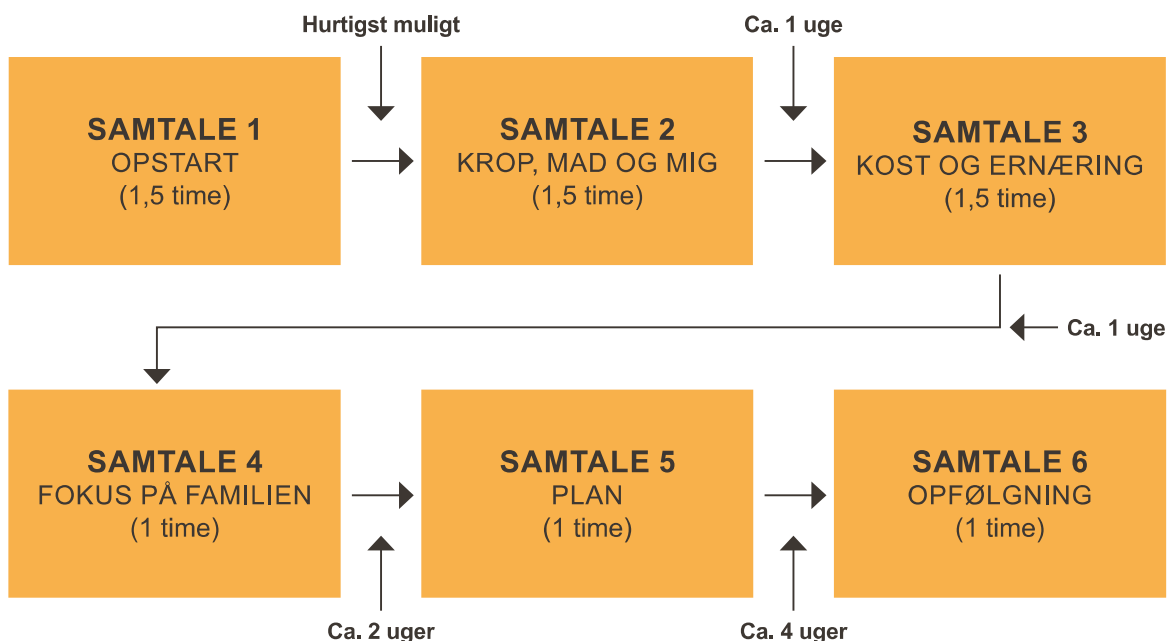 Hurtigst muligt
Ca. 1 uge
SAMTALE 1
OPSTART
(1,5 time)
SAMTALE 2
KROP, MAD OG MIG
(1,5 time)
SAMTALE 3
KOST OG ERNÆRING
(1,5 time)
Ca. 1 uge
SAMTALE 4
FOKUS PÅ FAMILIEN
(1 time)
SAMTALE 5
PLAN
(1 time)
SAMTALE 6
OPFØLGNING
(1 time)
Ca. 2 uger
Ca. 4 uger